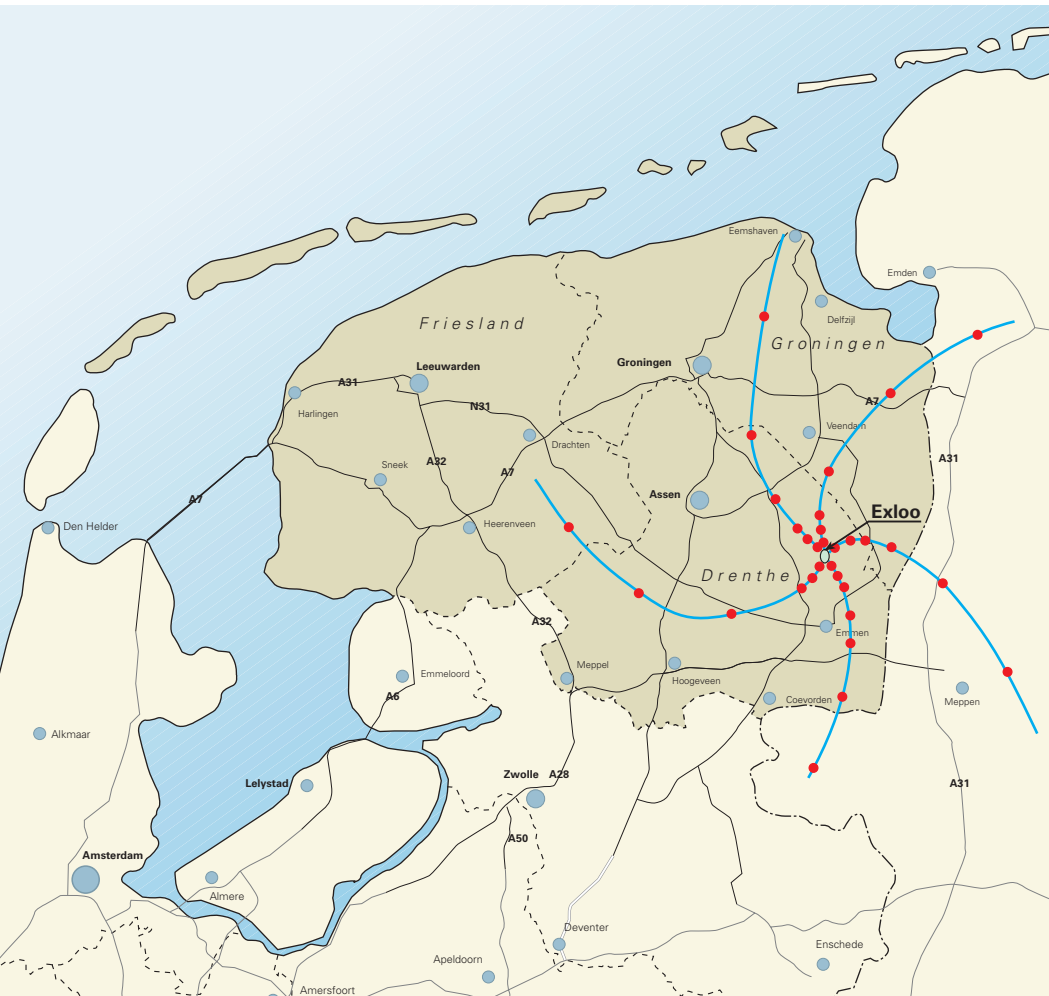 Eemshaven
Emden
Delfzijl
Friesland
Groningen
Groningen
Leeuwarden
A31
A7
Harlingen
N31
Veendam
Drachten
A32
A7
A31
Sneek
Assen
A7
Exloo
Den Helder
Heerenveen
Drenthe
A32
Emmen
Meppel
Emmeloord
Hoogeveen
A6
Coevorden
Meppen
Alkmaar
Zwolle A28
Lelystad
A31
A50
Amsterdam
Almere
Deventer
Enschede
Apeldoorn
Amersfoort